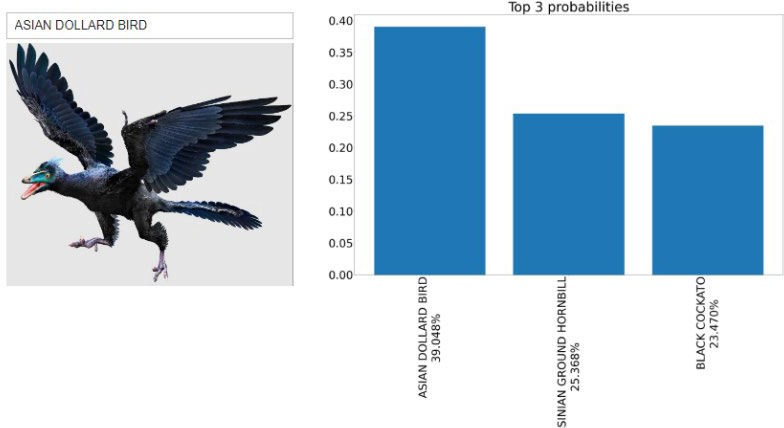 ASIAN DOLLARD BIRD
Top 3 probabilities
0.40
0.35
0.30
0.25
0.20
0.15
0.10
0.05
0.00
ASIAN DOLLARD BIRD
39.048%
SINIAN GROUND HORNBILL
25.368%
BLACK COCKATO
23.470%